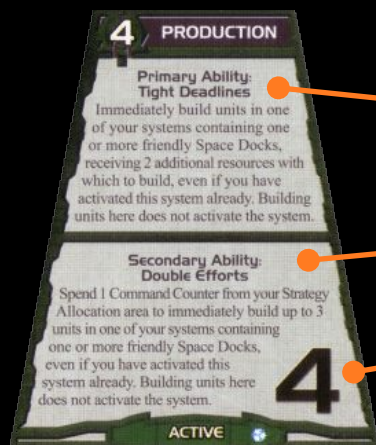 4 PRODUCTION
Primary Ability:
Tight Deadlines
Immediately build units in one
of your systems containing one
or more friendly Space Docks,
receiving 2 additional resources with
which to build, even if you have
activated this system already. Building
units here does not activate the system.
Secondary Ability:
Double Efforts
Spend 1 Command Counter from your Strategy
Allocation area to immediately build up to 3
units in one of your systems containing
one or more friendly Space Docks,
even if you have activated this
system already. Building units here
does not activate the system.
4
ACTIVE